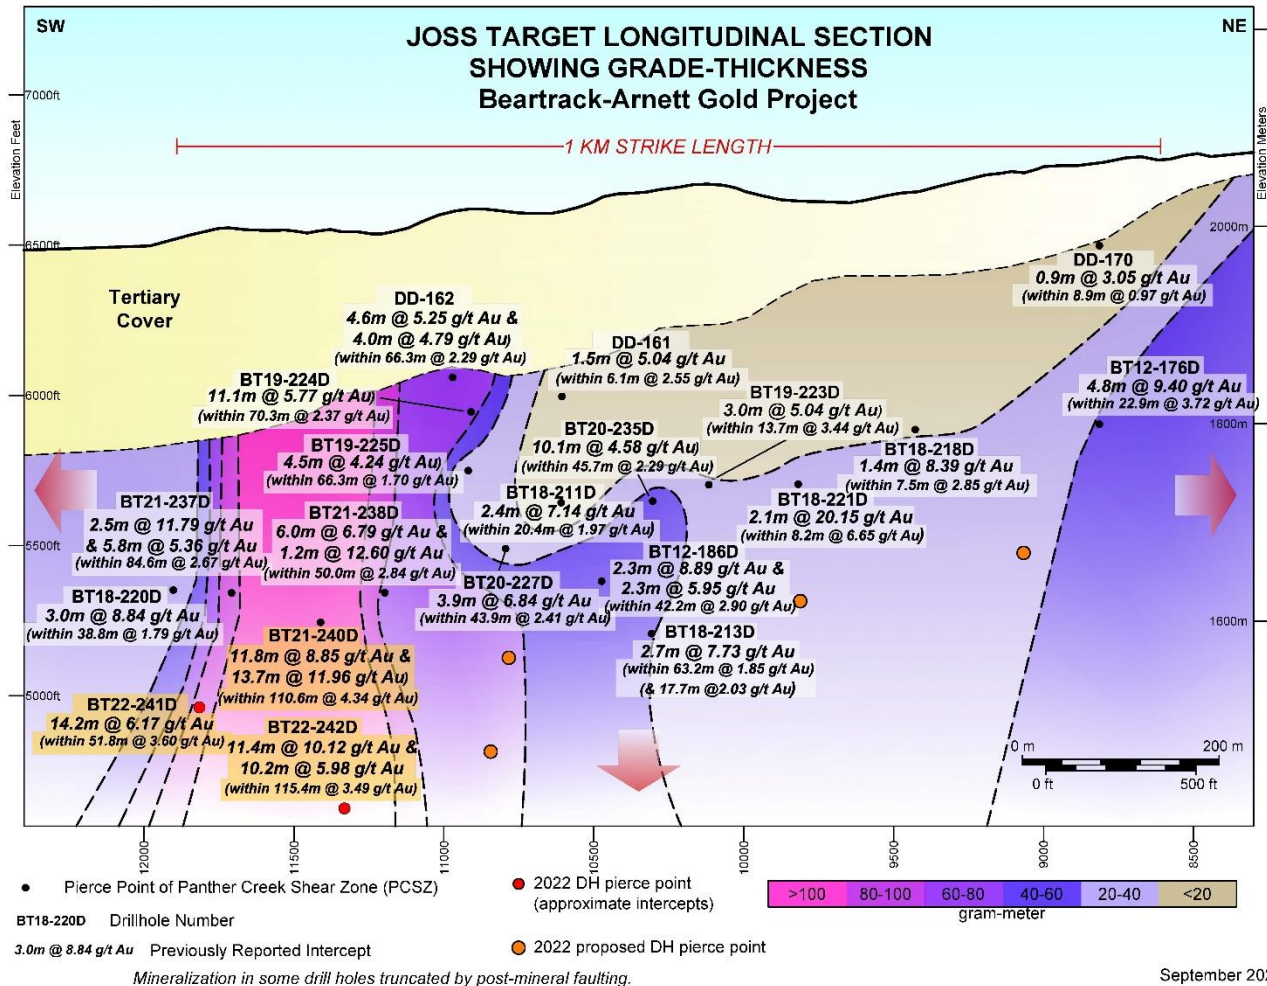 SW
NE
JOSS TARGET LONGITUDINAL SECTION
SHOWING GRADE-THICKNESS
Beartrack-Arnett Gold Project
Elevation Feet
Elevation Meters
7000ft
6500ft
6000ft
5500ft
5000ft
2000m
1800m
1600m
1 KM STRIKE LENGTH
Tertiary
Cover
DD-170
0.9m @ 3.05 g/t Au
(within 8.9m @ 0.97 g/t Au)
DD-162
4.6m @ 5.25 g/t Au &
4.0m @ 4.79 g/t Au)
(within 66.3m @ 2.29 g/t Au)
DD-161
1.5m @ 5.04 g/t Au
(within 6.1m @ 2.55 g/t Au)
BT19-224D
11.1m @ 5.77 g/t Au)
(within 70.3m @ 2.37 g/t Au)
BT19-223D
3.0m @ 5.04 g/t Au)
(within 13.7m @ 3.44 g/t Au)
BT12-176D
4.8m @ 9.40 g/t Au
(within 22.9m @ 3.72 g/t Au)
BT19-225D
4.5m @ 4.24 g/t Au)
(within 66.3m @ 1.70 g/t Au)
BT20-235D
10.1m @ 4.58 g/t Au)
(within 45.7m @ 2.29 g/t Au)
BT18-218D
1.4m @ 8.39 g/t Au
(within 7.5m @ 2.85 g/t Au)
BT21-237D
2.5m @ 11.79 g/t Au
& 5.8m @ 5.36 g/t Au
(within 84.6m @ 2.67 g/t Au)
BT21-238D
6.0m @ 6.79 g/t Au &
1.2m @ 12.60 g/t Au
(within 50.0m @ 2.84 g/t Au)
BT18-211D
2.4m @ 7.14 g/t Au
(within 20.4m @ 1.97 g/t Au)
BT18-221D
2.1m @ 20.15 g/t Au
(within 8.2m @ 6.65 g/t Au)
BT12-186D
2.3m @ 8.89 g/t Au &
2.3m @ 5.95 g/t Au
(within 42.2m @ 2.90 g/t Au)
BT18-220D
3.0m @ 8.84 g/t Au
(within 38.8m @ 1.79 g/t Au)
BT20-227D
3.9m @ 6.84 g/t Au
(within 43.9m @ 2.41 g/t Au)
BT21-240D
11.8m @ 8.85 g/t Au &
13.7m @ 11.96 g/t Au)
(within 110.6m @ 4.34 g/t Au)
BT18-213D
2.7m @ 7.73 g/t Au
(within 63.2m @ 1.85 g/t Au)
(& 17.7m @2.03 g/t Au)
BT22-241D
14.2m @ 6.17 g/t Au
(within 51.8m @ 3.60 g/t Au)
BT22-242D
11.4m @ 10.12 g/t Au &
10.2m @ 5.98 g/t Au
(within 115.4m @ 3.49 g/t Au)
0 m 200 m
0 ft 500 ft
12000 11500 11000 10500 10000 9500 9000 8500
Pierce Point of Panther Creek Shear Zone (PCSZ)
BT18-220D Drillhole Number
3.0m @ 8.84 g/t Au Previously Reported Intercept
2022 DH pierce point
(approximate intercepts)
2022 proposed DH pierce point
>100 80-100 60-80 40-60 20-40 <20
gram-meter
Mineralization in some drill holes truncated by post-mineral faulting.
September 202